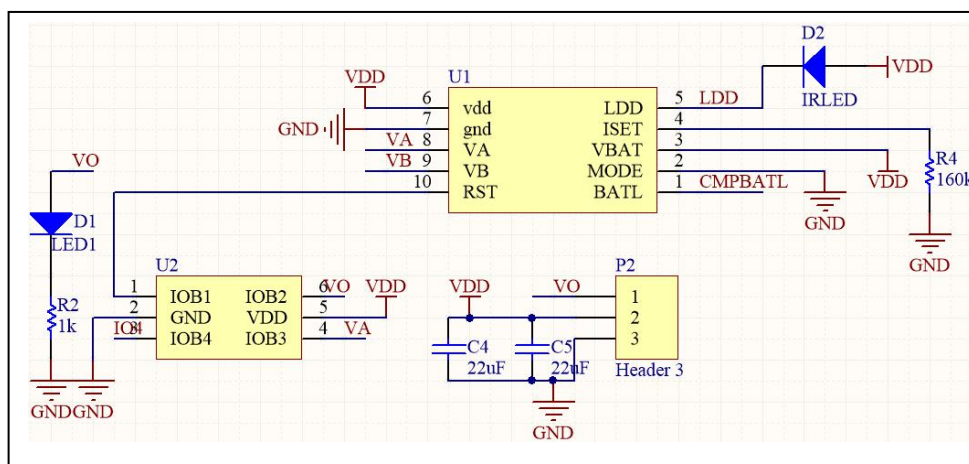 D2
VDD
U1
VDD
6
vdd
LDD
5
LDD
IRLED
7
gnd
ISET
4
GND
VA
8
VA
VBAT
3
VB
9
VB
MODE
2
VDD
R4
160k
VO
10
RST
BATL
1
CMPBATL
GND
D1
LED1
GND
U2
P2
VDD
VDD
1
IOB1
IOB2
6
VO
VO
1
R2
1k
2
GND
VDD
5
2
IO4
3
IOB4
IOB3
4
VA
3
C4
22uF
C5
22uF
Header 3
GND
GND
GND